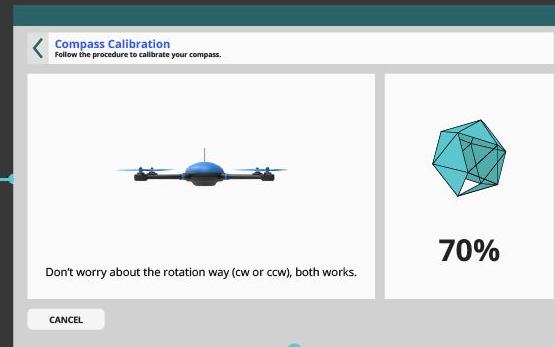 Compass Calibration
Follow the procedure to calibrate your compass.
Don't worry about the rotation way (cw or ccw), both works.
70%
CANCEL